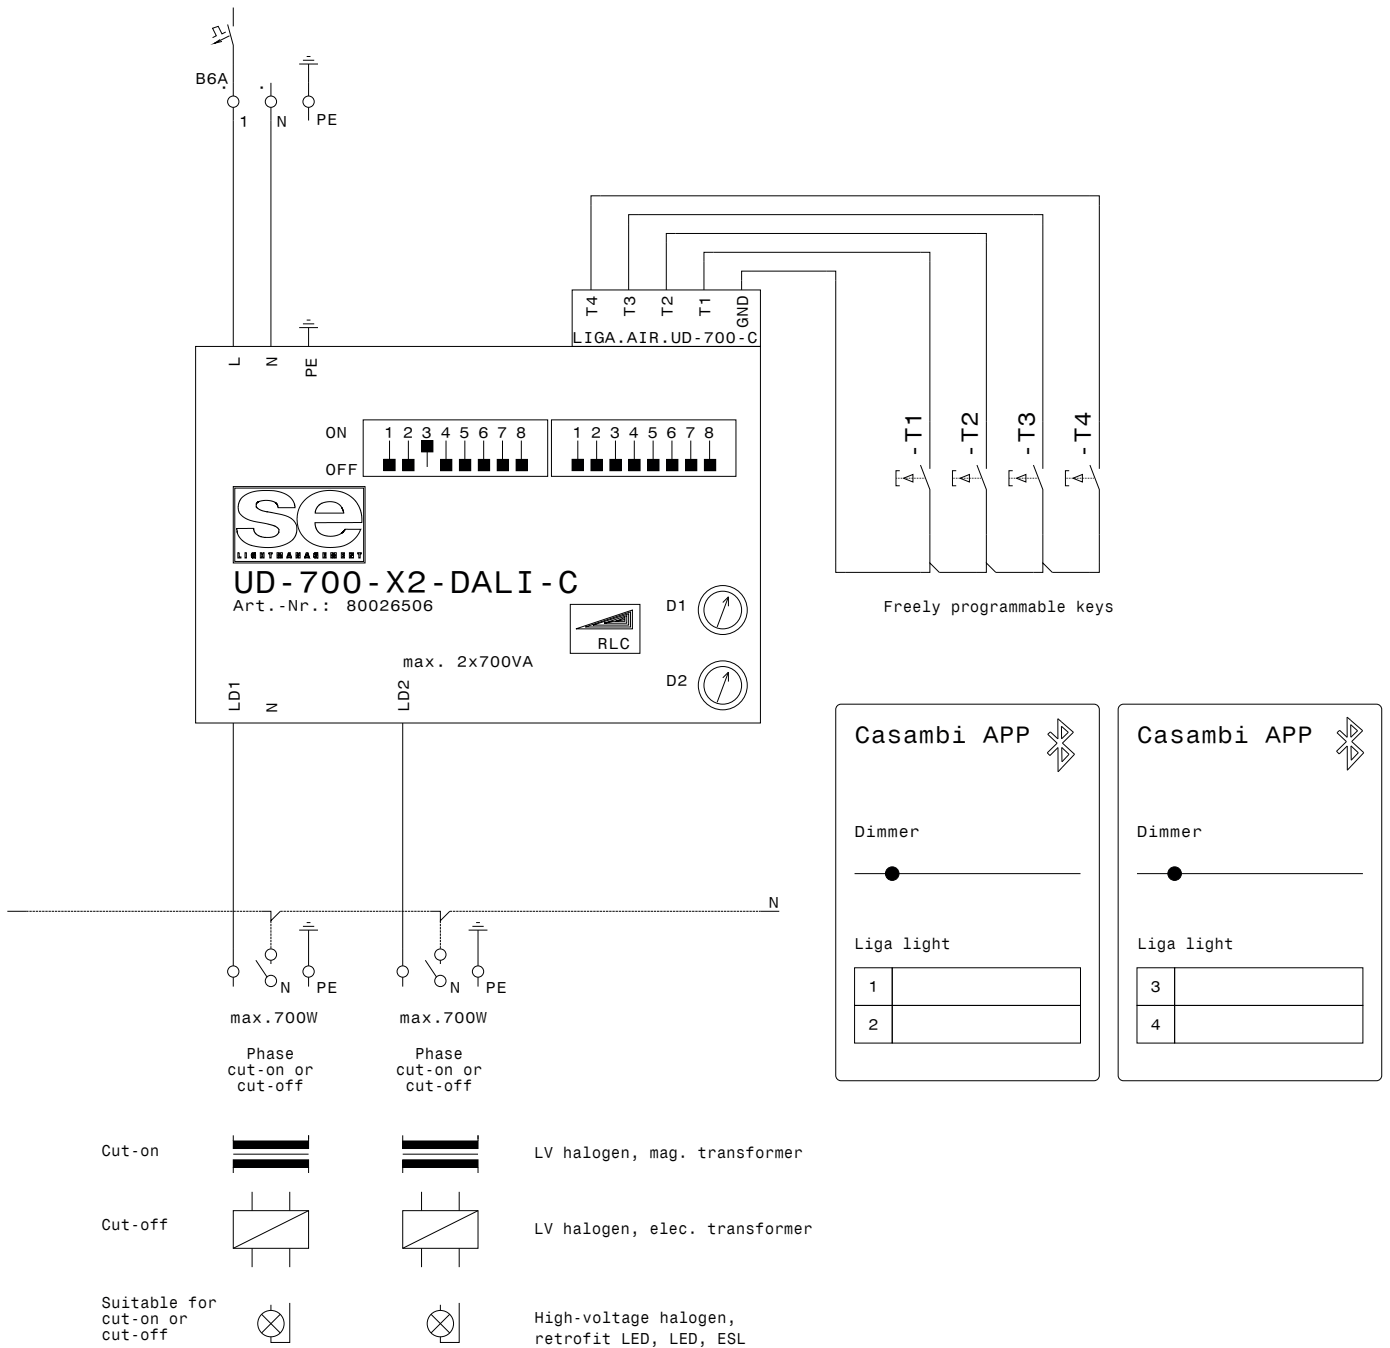 B6A
1 N PE
T4 T3 T2 T1 GND
LIGA.AIR.UD-700-C
L N PE
ON 1 2 3 4 5 6 7 8 1 2 3 4 5 6 7 8
OFF
-T1 -T2 -T3 -T4
se
LIGHTMANAGEMENT
UD-700-X2-DALI-C
Art.-Nr.: 80026506
D1
Freely programmable keys
RLC
max. 2x700VA
D2
LD1 N LD2
Casambi APP
Dimmer
Liga light
1
2
Casambi APP
Dimmer
Liga light
3
4
N
N PE N PE
max.700W max.700W
Phase
cut-on or
cut-off
Phase
cut-on or
cut-off
Cut-on
LV halogen, mag. transformer
Cut-off
LV halogen, elec. transformer
Suitable for
cut-on or
cut-off
High-voltage halogen,
retrofit LED, LED, ESL